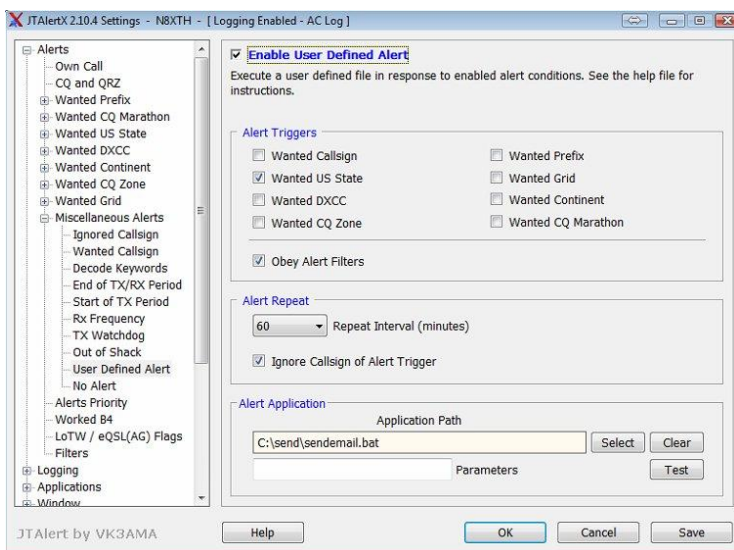 JTAlertX 2.10.4 Settings - N8XTH - [ Logging Enabled - AC Log ]
Alerts
Own Call
CQ and QRZ
Wanted Prefix
Wanted CQ Marathon
Wanted US State
Wanted DXCC
Wanted Continent
Wanted CQ Zone
Wanted Grid
Miscellaneous Alerts
Ignored Callsign
Wanted Callsign
Decode Keywords
End of TX/RX Period
Start of TX Period
Rx Frequency
TX Watchdog
Out of Shack
User Defined Alert
No Alert
Alerts Priority
Worked B4
LoTW / eQSL(AG) Flags
Filters
Logging
Applications
Window
Enable User Defined Alert
Execute a user defined file in response to enabled alert conditions. See the help file for
instructions.
Alert Triggers
Wanted Callsign
Wanted Prefix
Wanted US State
Wanted Grid
Wanted DXCC
Wanted Continent
Wanted CQ Zone
Wanted CQ Marathon
Obey Alert Filters
Alert Repeat
60 Repeat Interval (minutes)
Ignore Callsign of Alert Trigger
Alert Application
Application Path
C:\send\sendemail.bat Select Clear
Parameters Test
JTAlert by VK3AMA Help OK Cancel Save